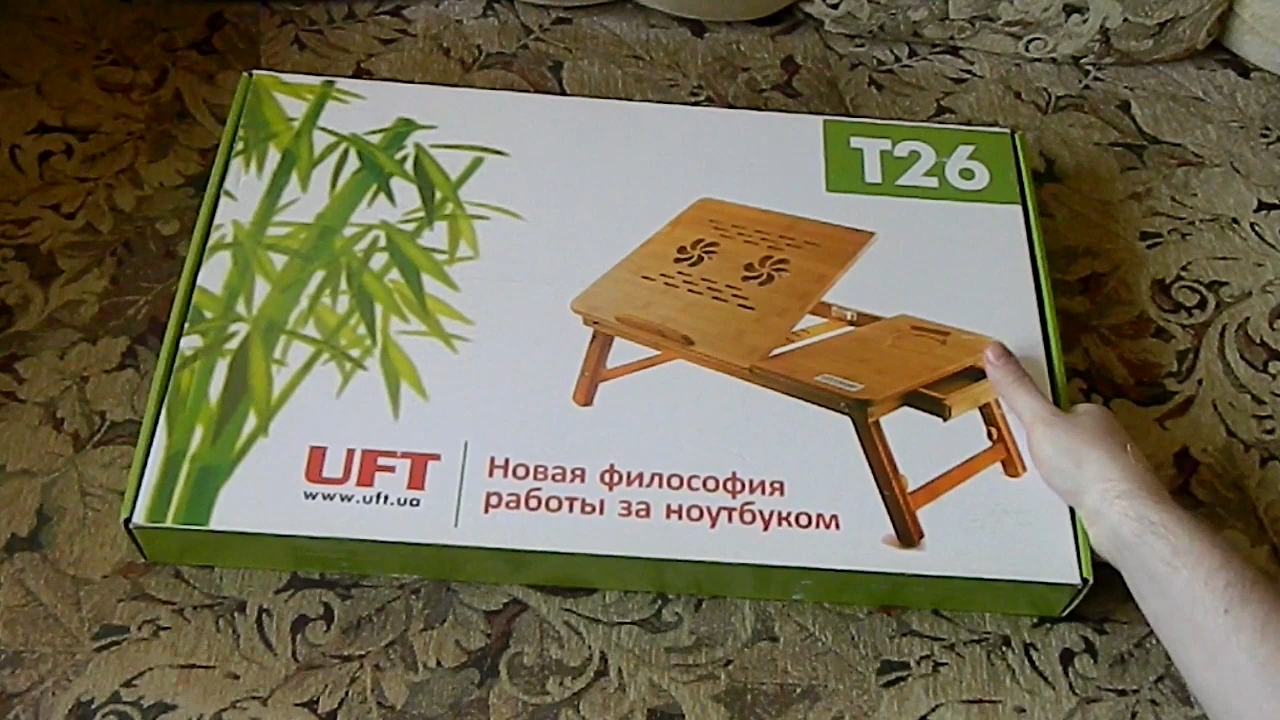 T26
UFT
www.uft.ua
Новая философия
работы за ноутбуком